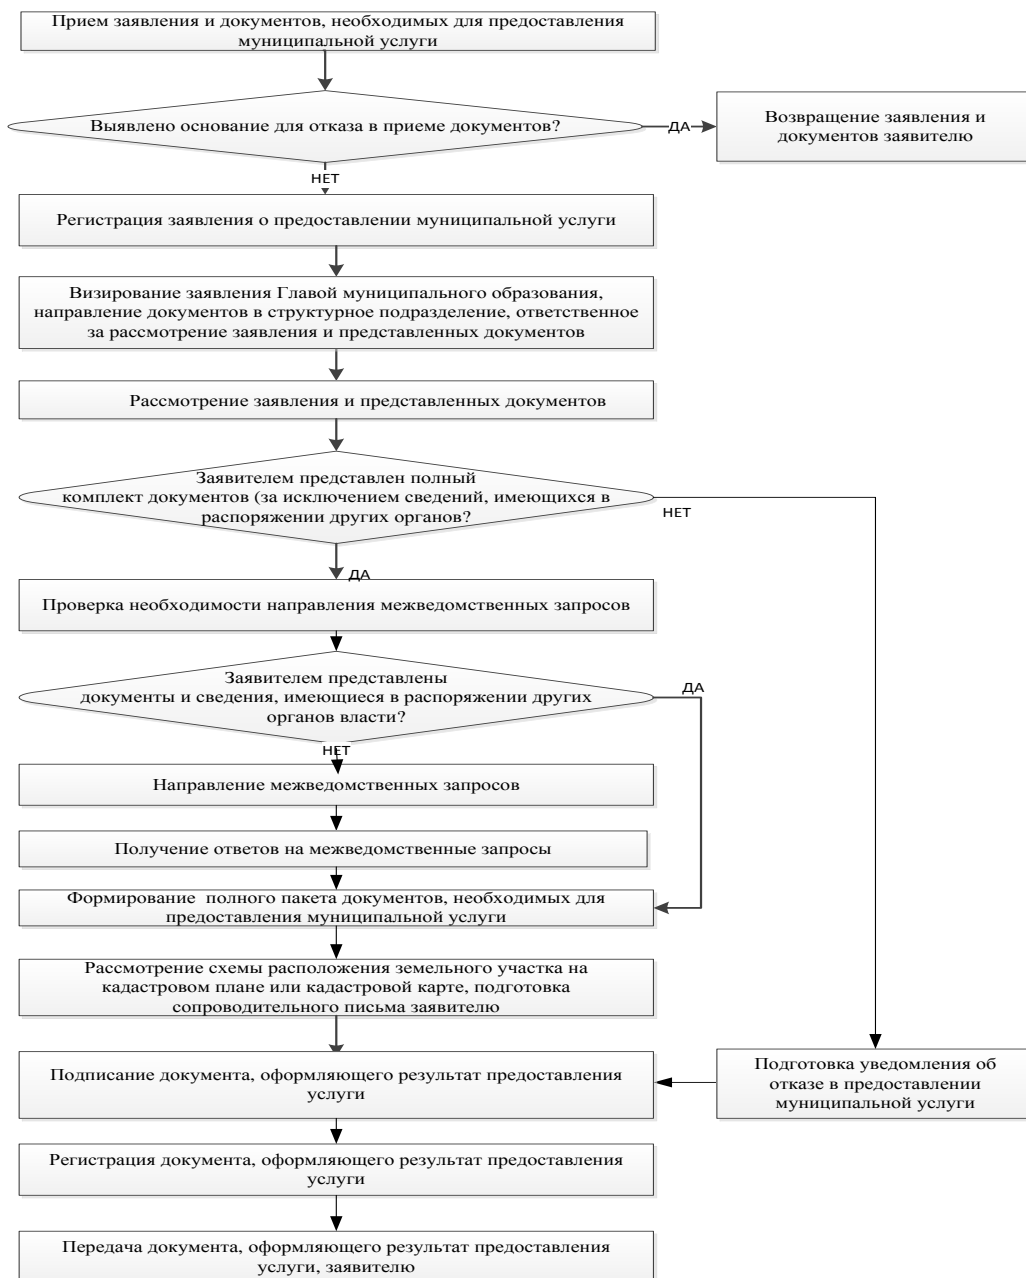 Прием заявления и документов, необходимых для предоставления
муниципальной услуги
Выявлено основание для отказа в приеме документов?
ДА
Возвращение заявления и
документов заявителю
НЕТ
Регистрация заявления о предоставлении муниципальной услуги
Визирование заявления Главой муниципального образования,
направление документов в структурное подразделение, ответственное
за рассмотрение заявления и представленных документов
Рассмотрение заявления и представленных документов
Заявителем представлен полный
комплект документов (за исключением сведений, имеющихся в
распоряжении других органов?
НЕТ
ДА
Проверка необходимости направления межведомственных запросов
Заявителем представлены
документы и сведения, имеющиеся в распоряжении других
органов власти?
ДА
НЕТ
Направление межведомственных запросов
Получение ответов на межведомственные запросы
Формирование  полного пакета документов, необходимых для
предоставления муниципальной услуги
Рассмотрение схемы расположения земельного участка на
кадастровом плане или кадастровой карте, подготовка
сопроводительного письма заявителю
Подписание документа, оформляющего результат предоставления
услуги
Подготовка уведомления об
отказе в предоставлении
муниципальной услуги
Регистрация документа, оформляющего результат предоставления
услуги
Передача документа, оформляющего результат предоставления
услуги, заявителю